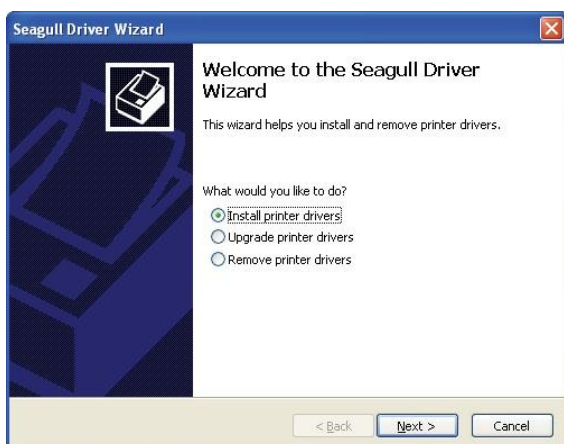 Seagull Driver Wizard
Welcome to the Seagull Driver
Wizard
This wizard helps you install and remove printer drivers.
What would you like to do?
Install printer drivers
Upgrade printer drivers
Remove printer drivers
< Back
Next >
Cancel